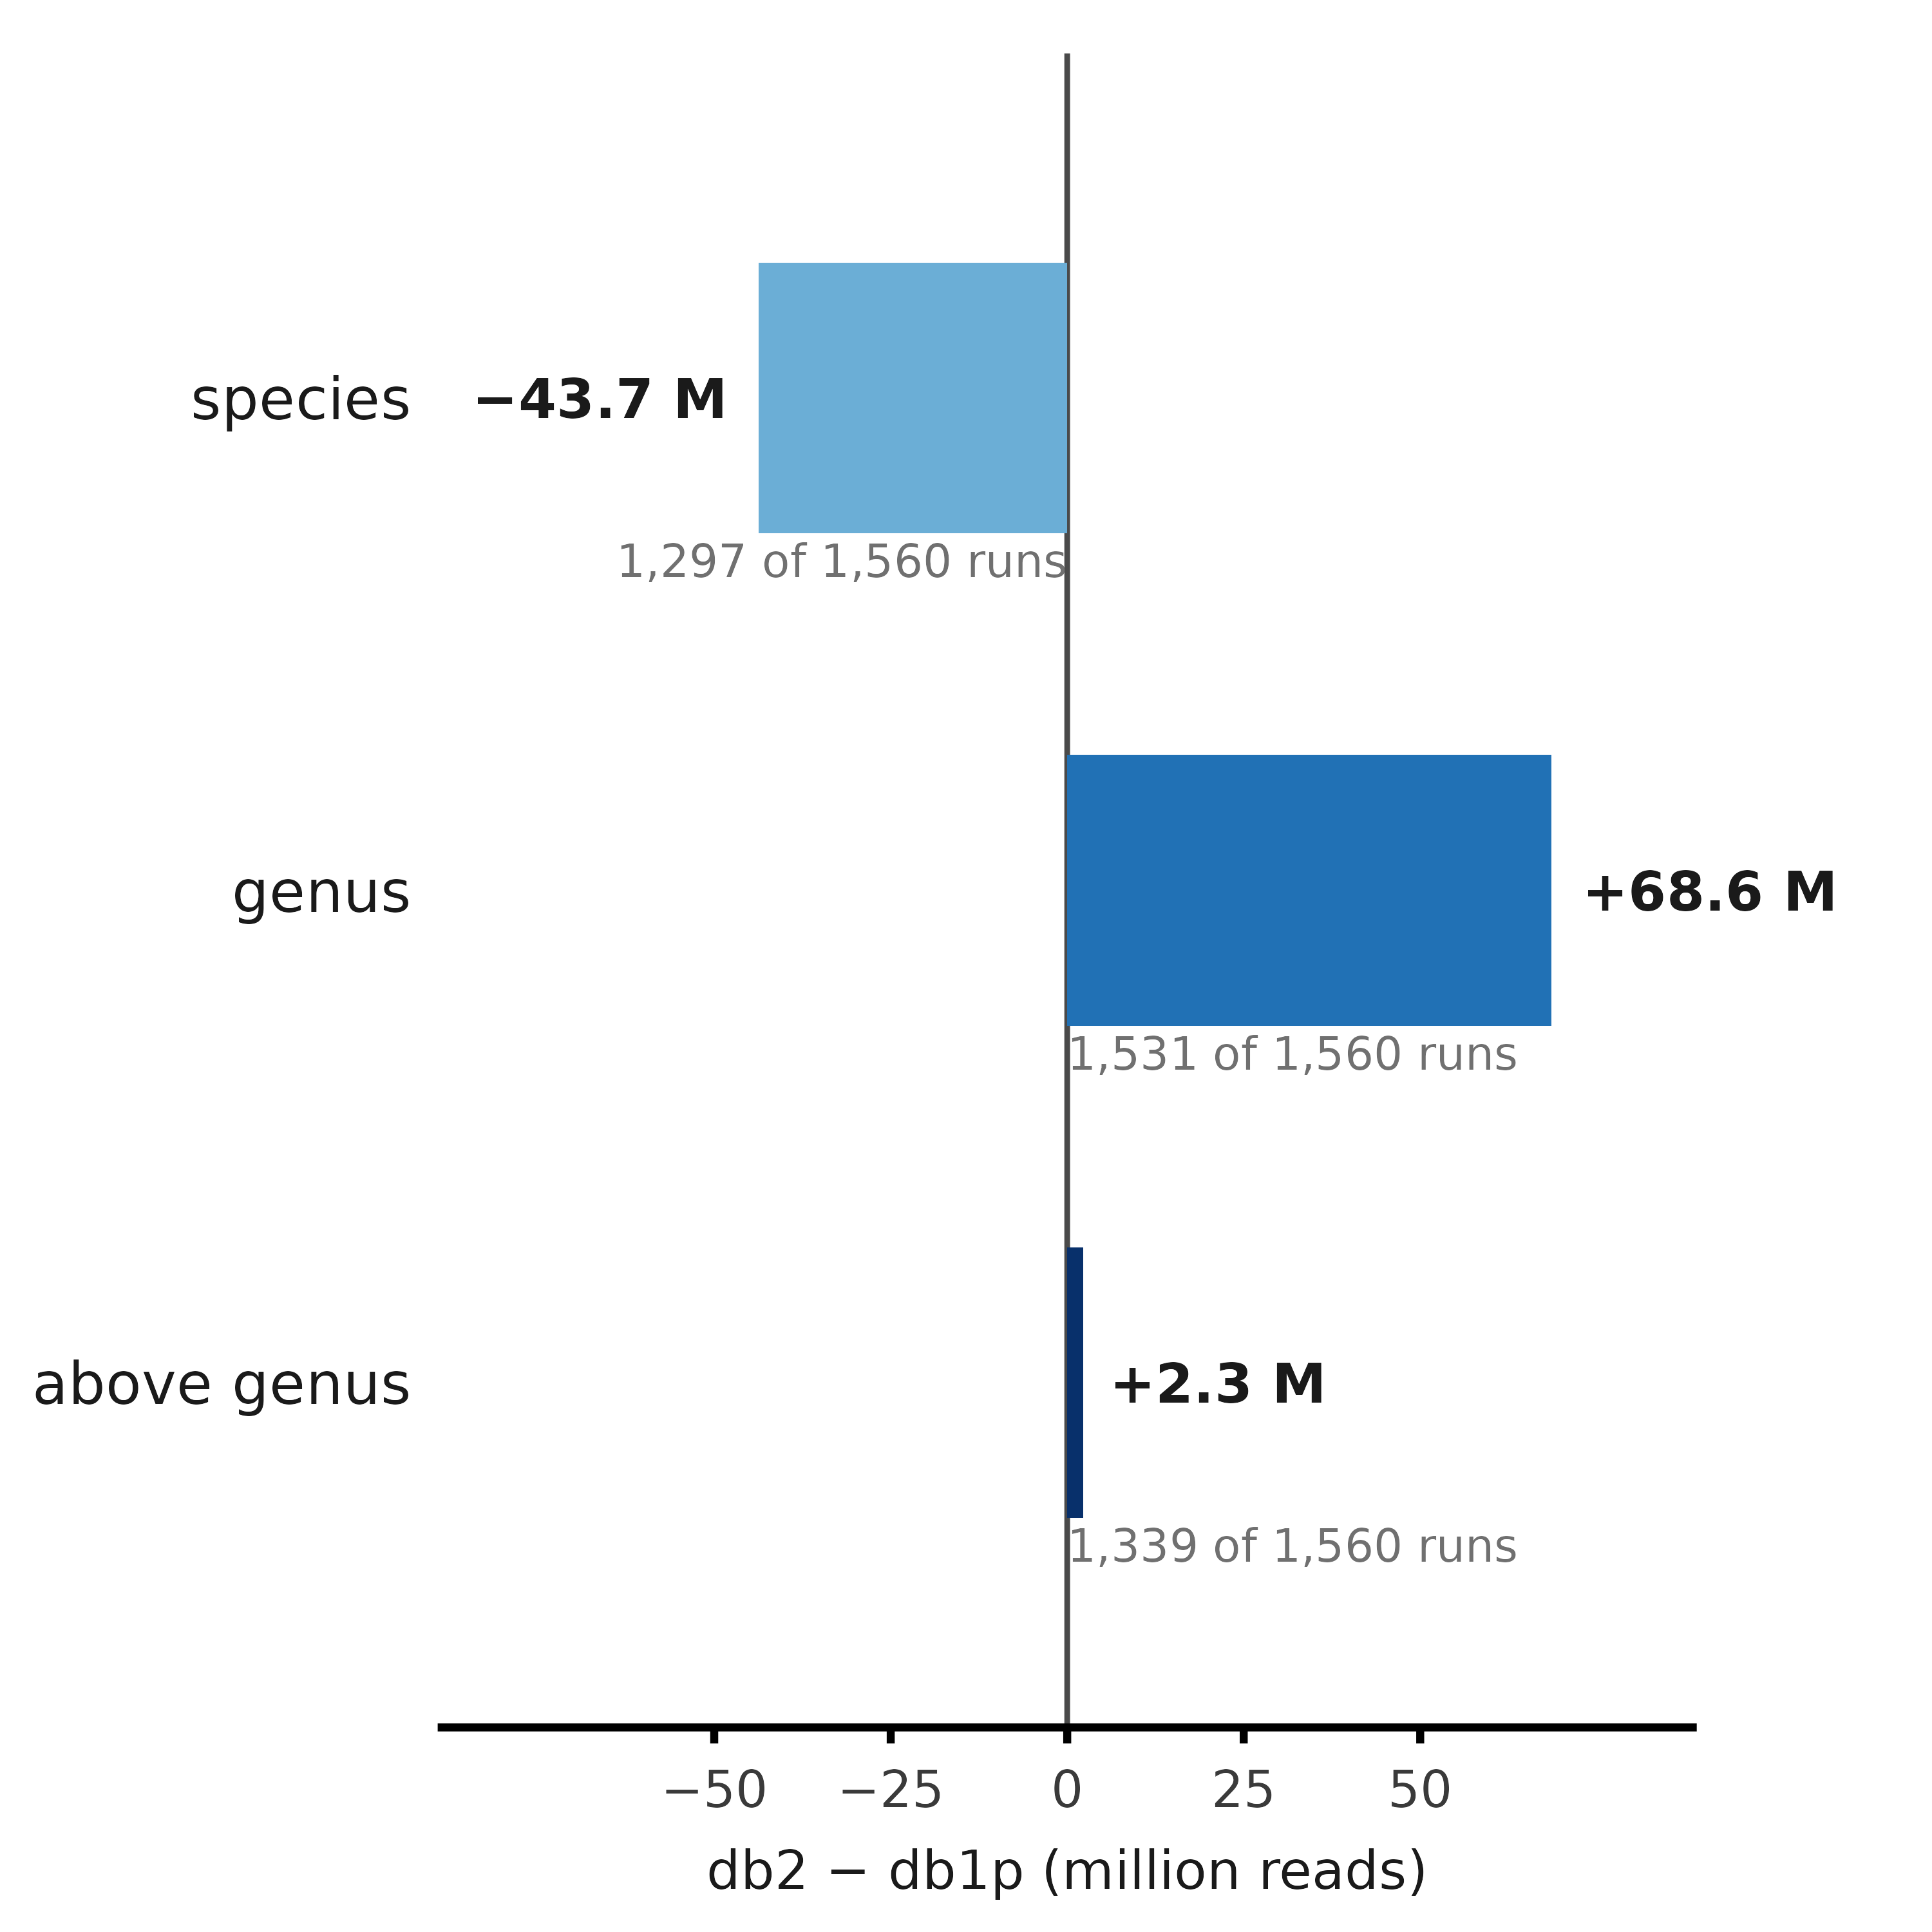 species −43.7 M
1,297 of 1,560 runs
genus +68.6 M
1,531 of 1,560 runs
above genus +2.3 M
1,339 of 1,560 runs
−50 −25 0 25 50
db2 − db1p (million reads)